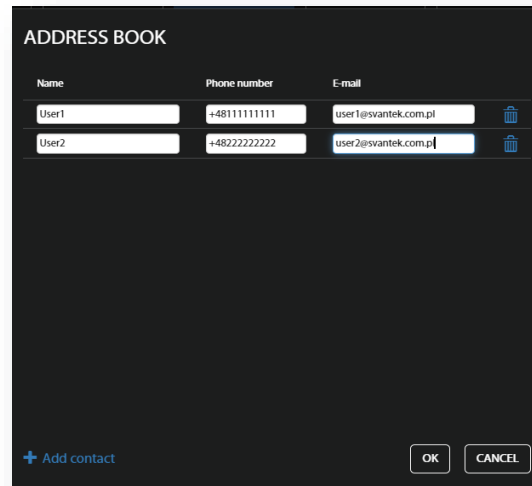 ADDRESS BOOK
Name Phone number E-mail
User1 +48111111111 user1@svantek.com.pl
User2 +48222222222 user2@svantek.com.pl
Add contact OK CANCEL